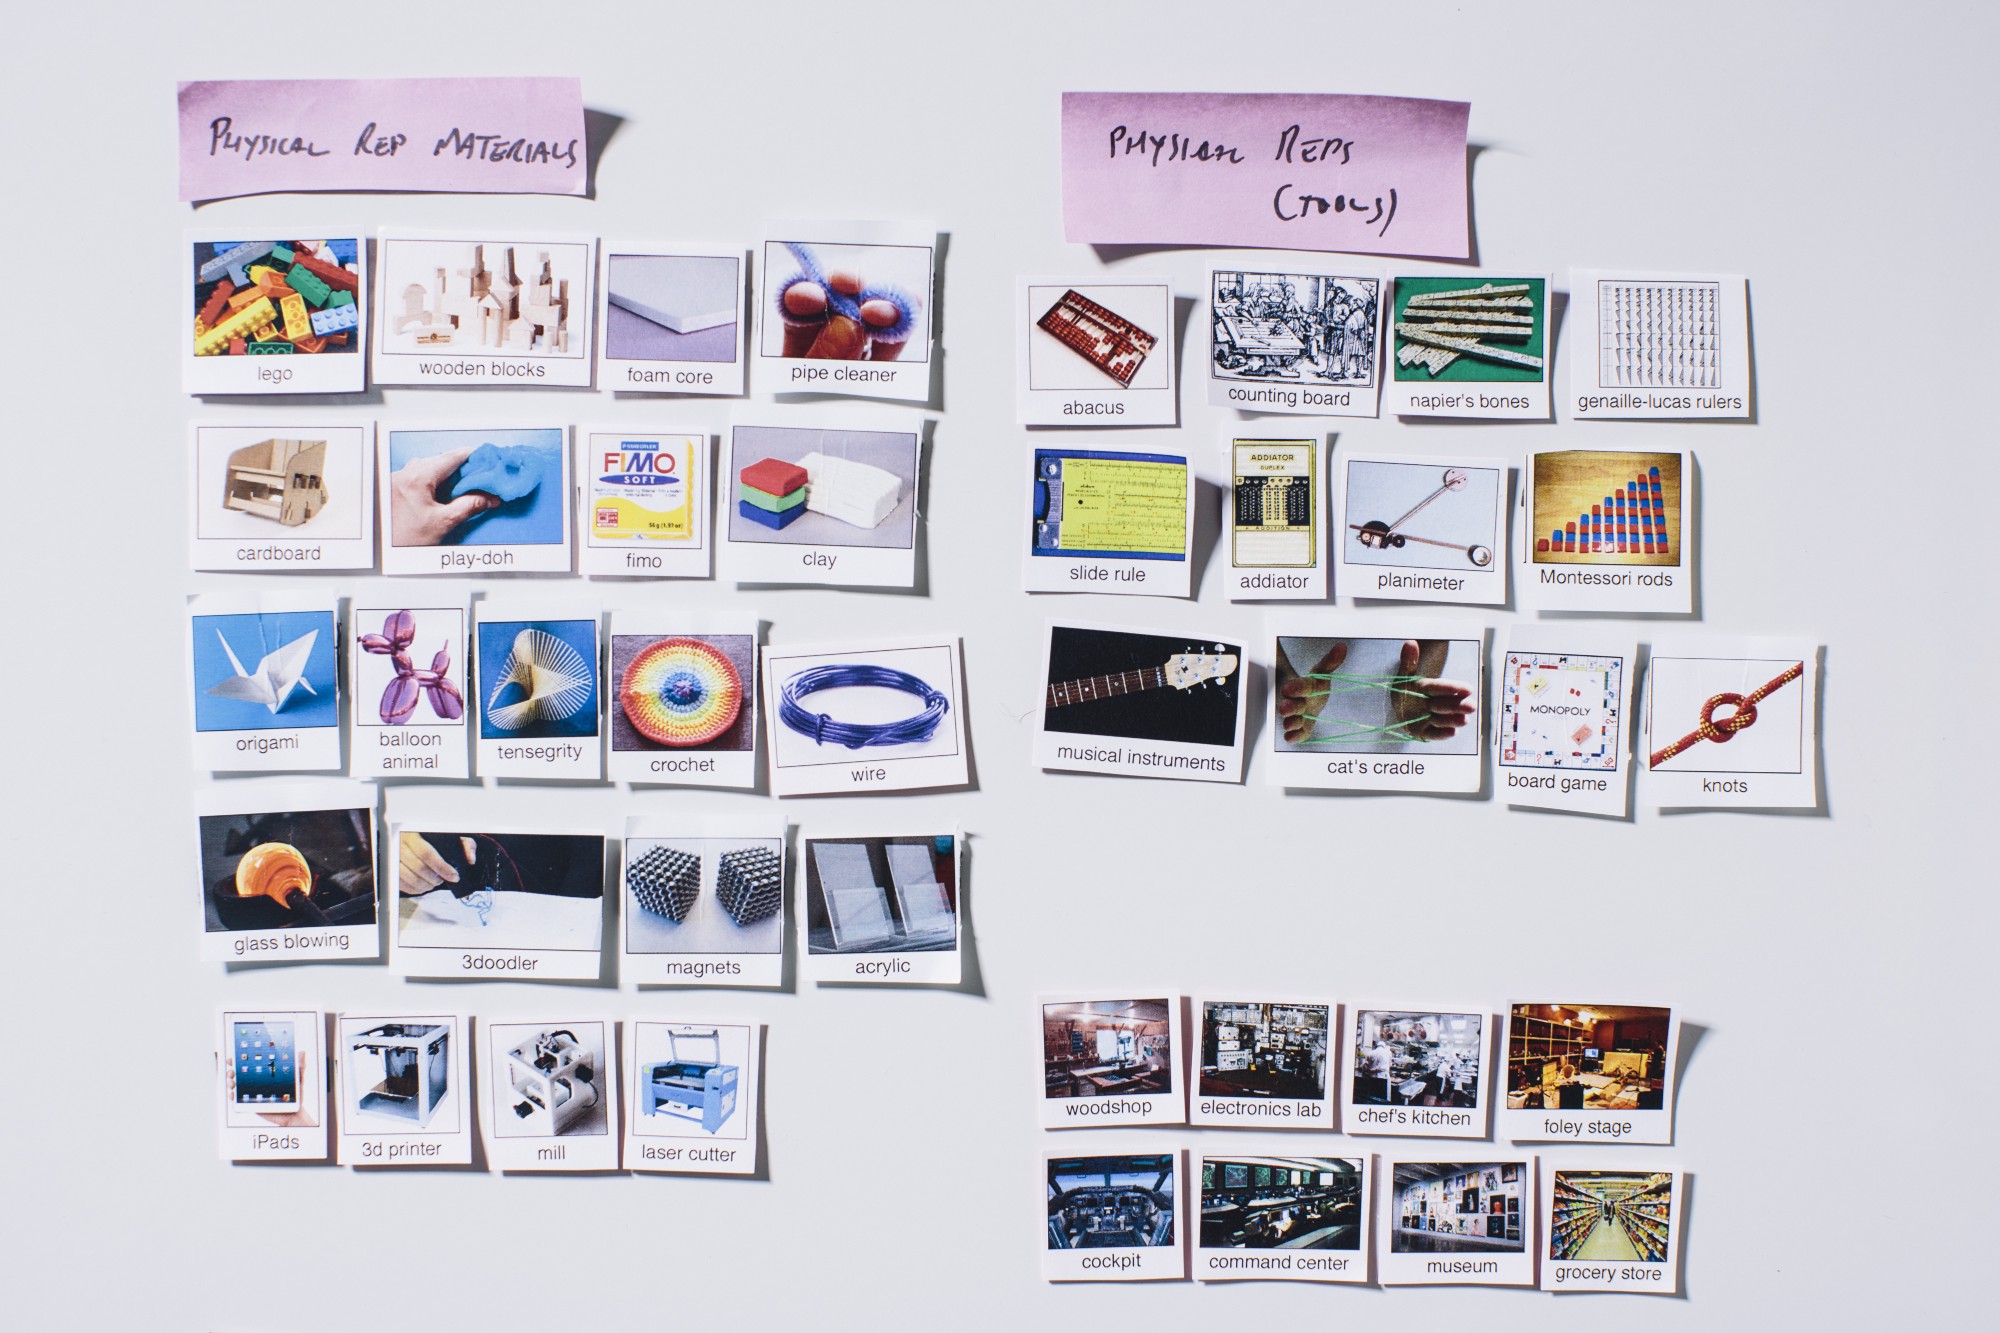 PHYSICAL REP MATERIALS
lego
wooden blocks
foam core
pipe cleaner
cardboard
play-doh
FIMO
SOFT
fimo
clay
origami
balloon
animal
tensegrity
crochet
wire
glass blowing
3doodler
magnets
acrylic
iPads
3d printer
mill
laser cutter
PHYSICAL REPS
(TOOLS)
abacus
counting board
napier's bones
genaille-lucas rulers
slide rule
ADDIATOR
DUPLEX
ADDITION
addiator
planimeter
Montessori rods
musical instruments
cat's cradle
MONOPOLY
board game
knots
woodshop
electronics lab
chef's kitchen
foley stage
cockpit
command center
museum
grocery store